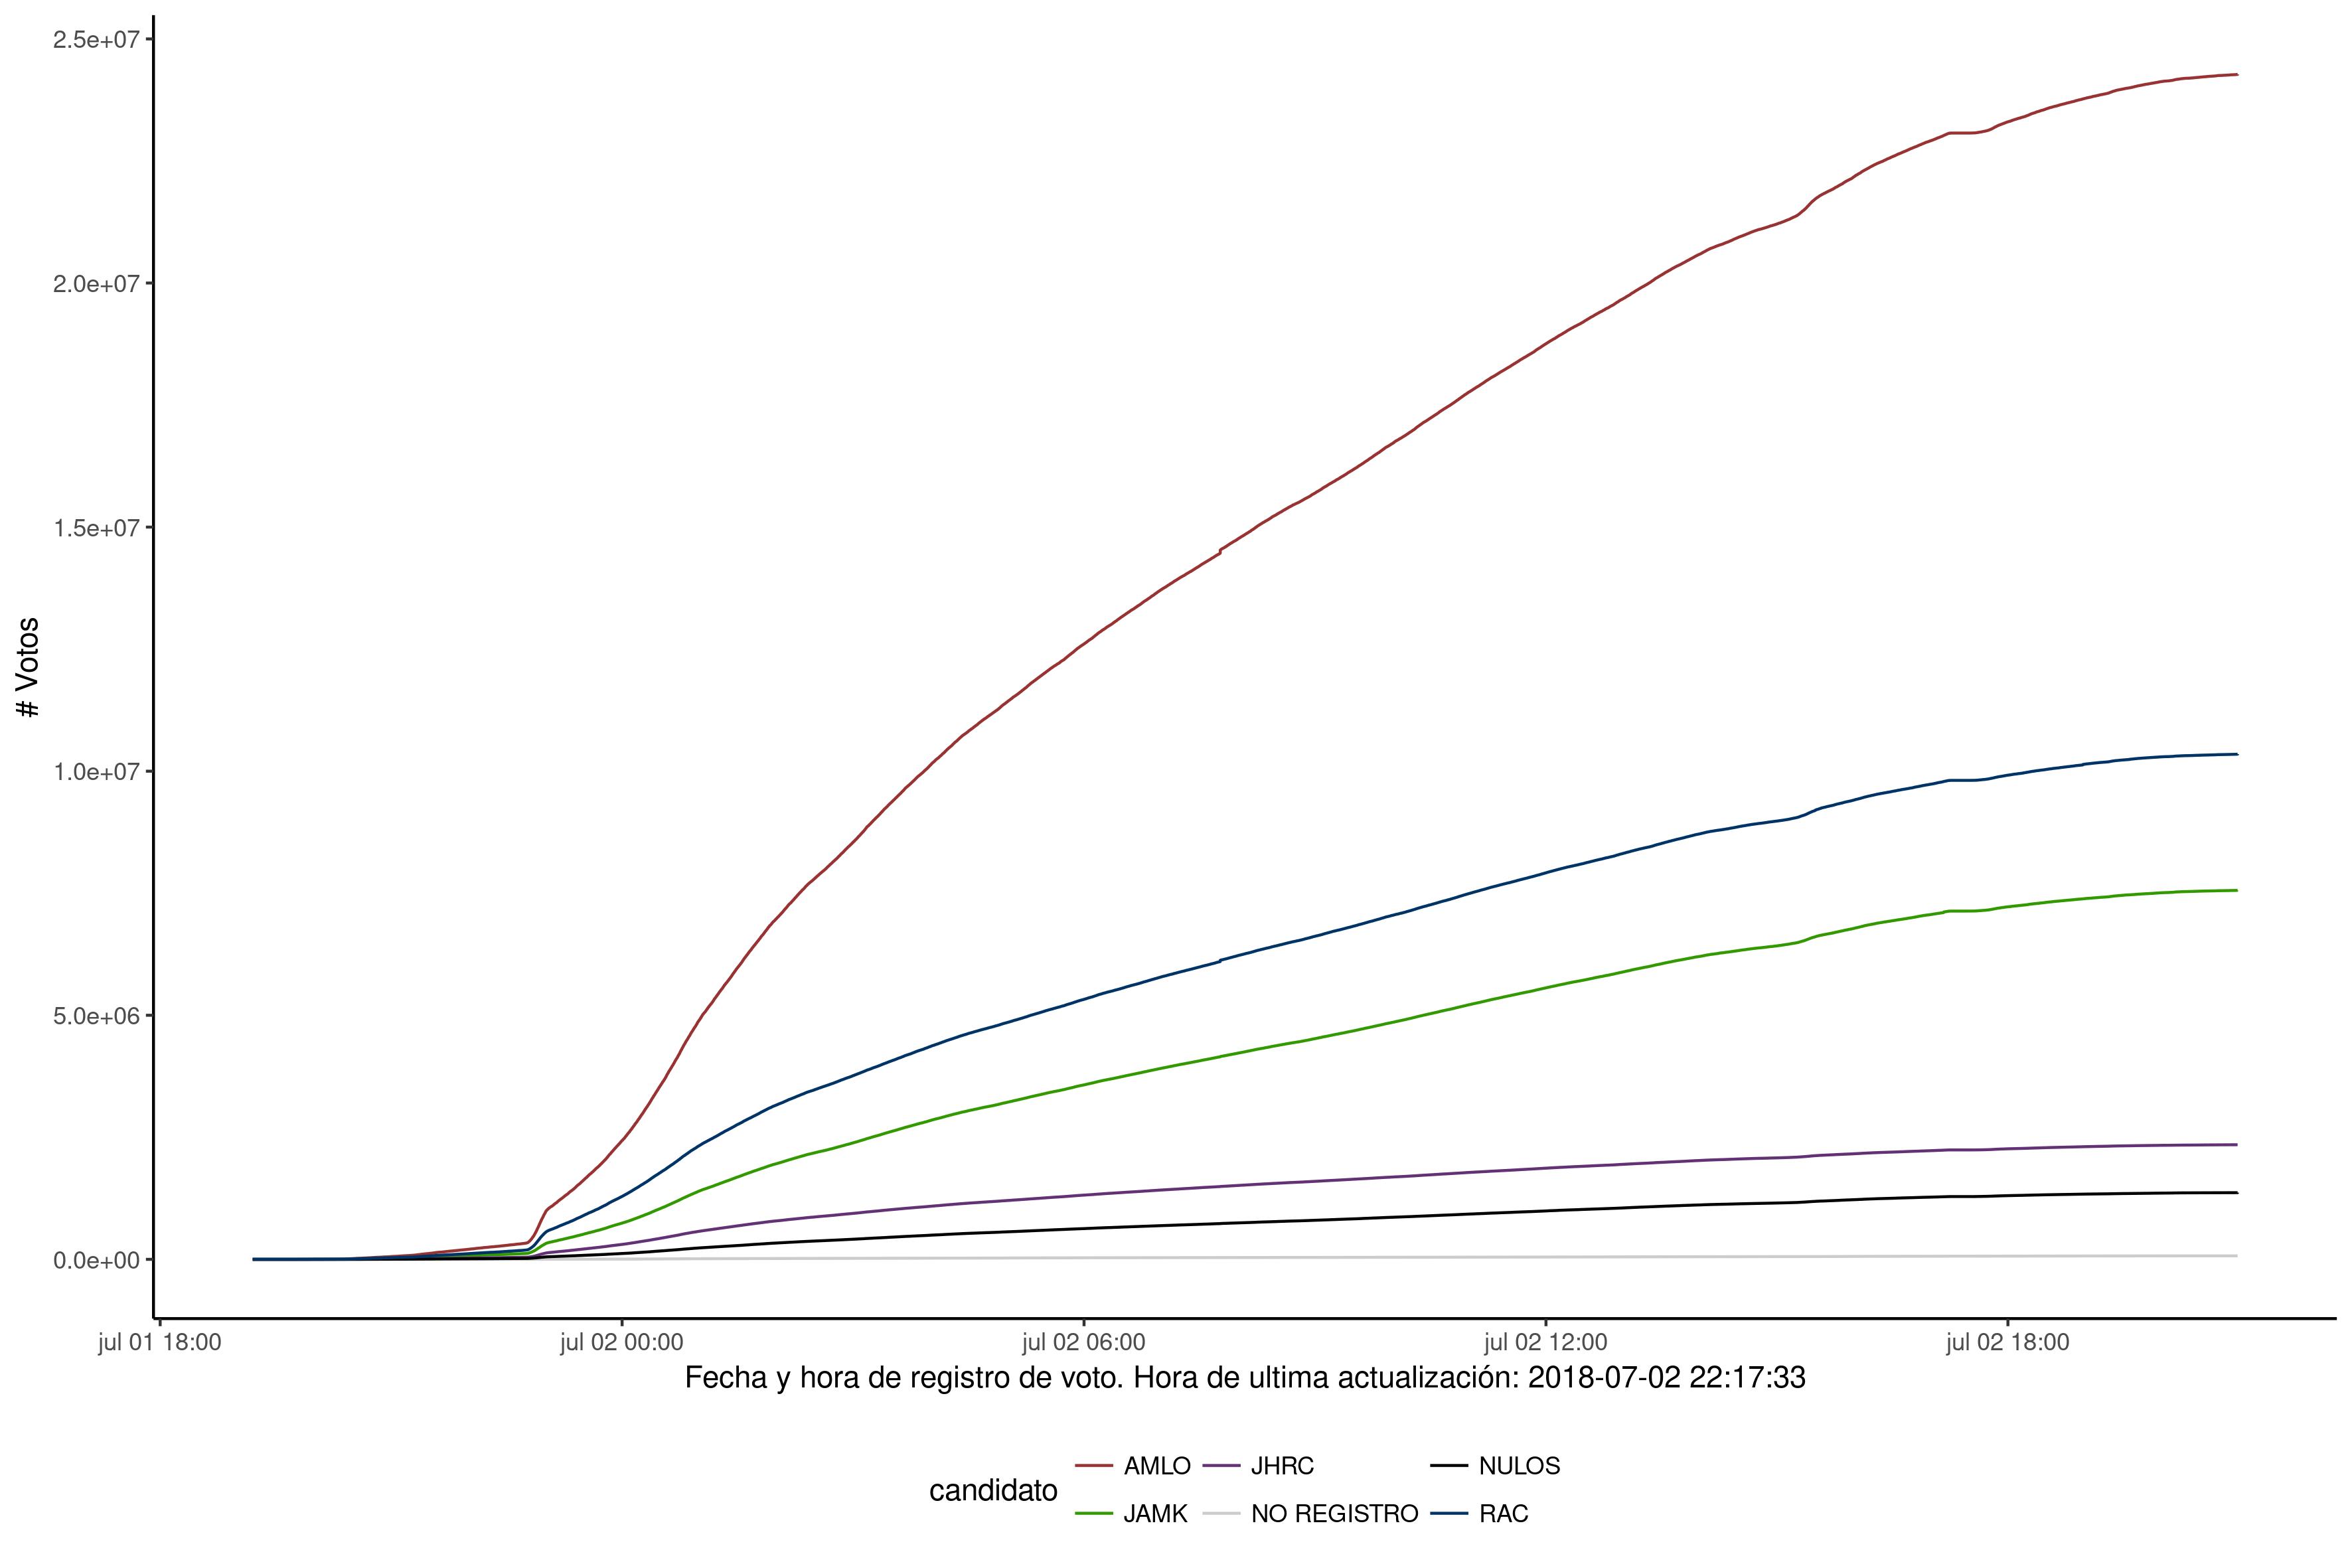 # Votos
2.5e+07
2.0e+07
1.5e+07
1.0e+07
5.0e+06
0.0e+00
jul 01 18:00
jul 02 00:00
jul 02 06:00
jul 02 12:00
jul 02 18:00
Fecha y hora de registro de voto. Hora de ultima actualización: 2018-07-02 22:17:33
candidato
AMLO
JHRC
NULOS
JAMK
NO REGISTRO
RAC